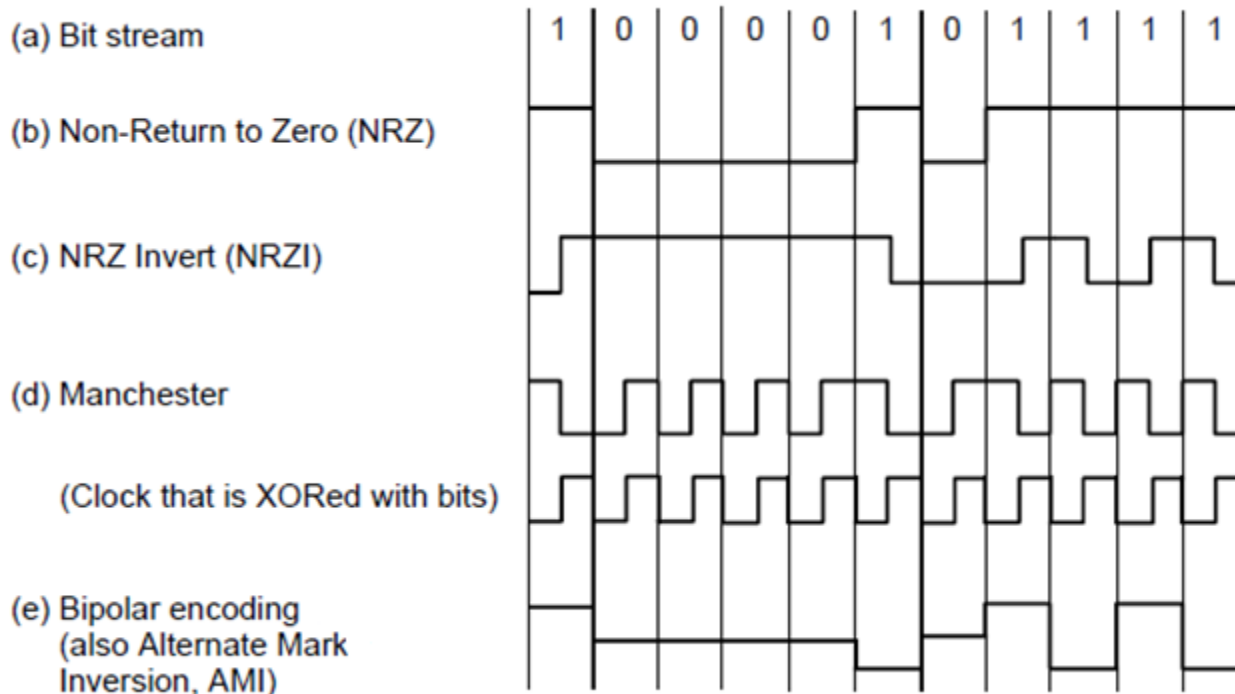 (a) Bit stream 1 0 0 0 0 1 0 1 1 1 1
(b) Non-Return to Zero (NRZ)
(c) NRZ Invert (NRZI)
(d) Manchester
(Clock that is XORed with bits)
(e) Bipolar encoding
(also Alternate Mark
Inversion, AMI)